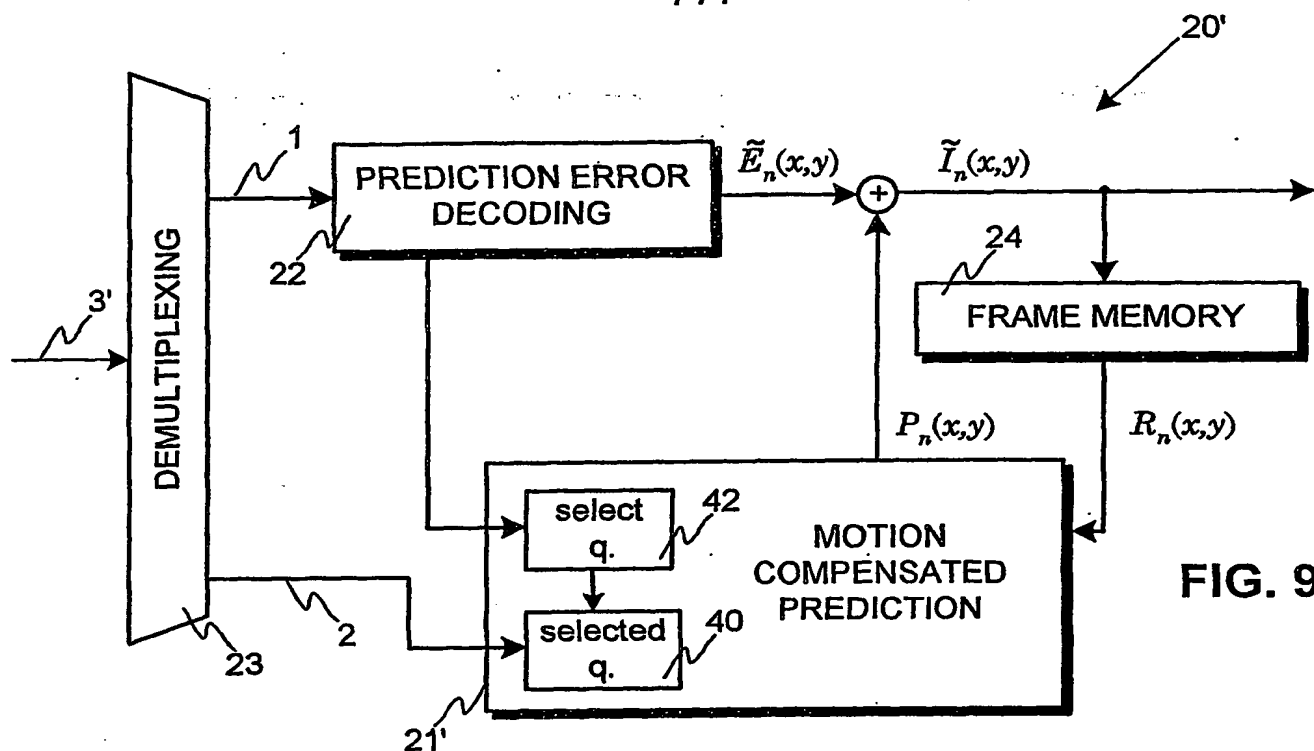 20'
1
PREDICTION ERROR
DECODING
22
Ẽₙ(x,y)
+
Ĩₙ(x,y)
24
FRAME MEMORY
3'
DEMULTIPLEXING
Pₙ(x,y)
Rₙ(x,y)
select
q.
42
MOTION
COMPENSATED
PREDICTION
FIG. 9
2
selected
q.
40
23
21'